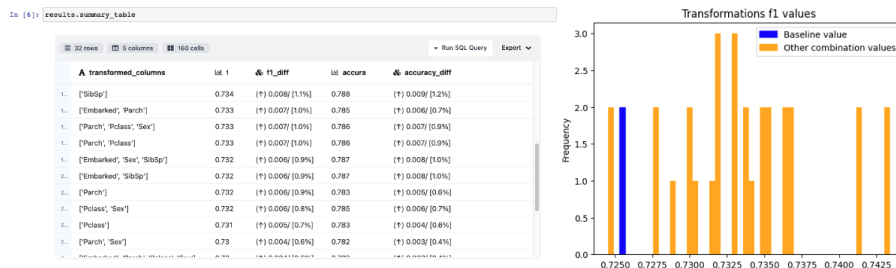 In [6]: results.summary_table
32 rows 5 columns 160 cells Run SQL Query Export
transformed_columns f1_diff accura accuracy_diff
['SibSp'] 0.734 (↑) 0.008/ [1.1%] 0.788 (↑) 0.009/ [1.2%]
['Embarked', 'Parch'] 0.733 (↑) 0.007/ [1.0%] 0.785 (↑) 0.006/ [0.7%]
['Parch', 'Pclass', 'Sex'] 0.733 (↑) 0.007/ [1.0%] 0.786 (↑) 0.007/ [0.9%]
['Parch', 'Pclass'] 0.733 (↑) 0.007/ [1.0%] 0.786 (↑) 0.007/ [0.9%]
['Embarked', 'Sex', 'SibSp'] 0.732 (↑) 0.006/ [0.9%] 0.787 (↑) 0.008/ [1.0%]
['Embarked', 'SibSp'] 0.732 (↑) 0.006/ [0.9%] 0.787 (↑) 0.008/ [1.0%]
['Parch'] 0.732 (↑) 0.006/ [0.9%] 0.783 (↑) 0.005/ [0.6%]
['Pclass', 'Sex'] 0.732 (↑) 0.006/ [0.8%] 0.785 (↑) 0.006/ [0.7%]
['Pclass'] 0.731 (↑) 0.005/ [0.7%] 0.783 (↑) 0.004/ [0.6%]
['Parch', 'Sex'] 0.73 (↑) 0.004/ [0.6%] 0.782 (↑) 0.003/ [0.4%]
Transformations f1 values
Baseline value
Other combination values
3.0
2.5
2.0
1.5
1.0
0.5
0.0
Frequency
0.7250 0.7275 0.7300 0.7325 0.7350 0.7375 0.7400 0.7425